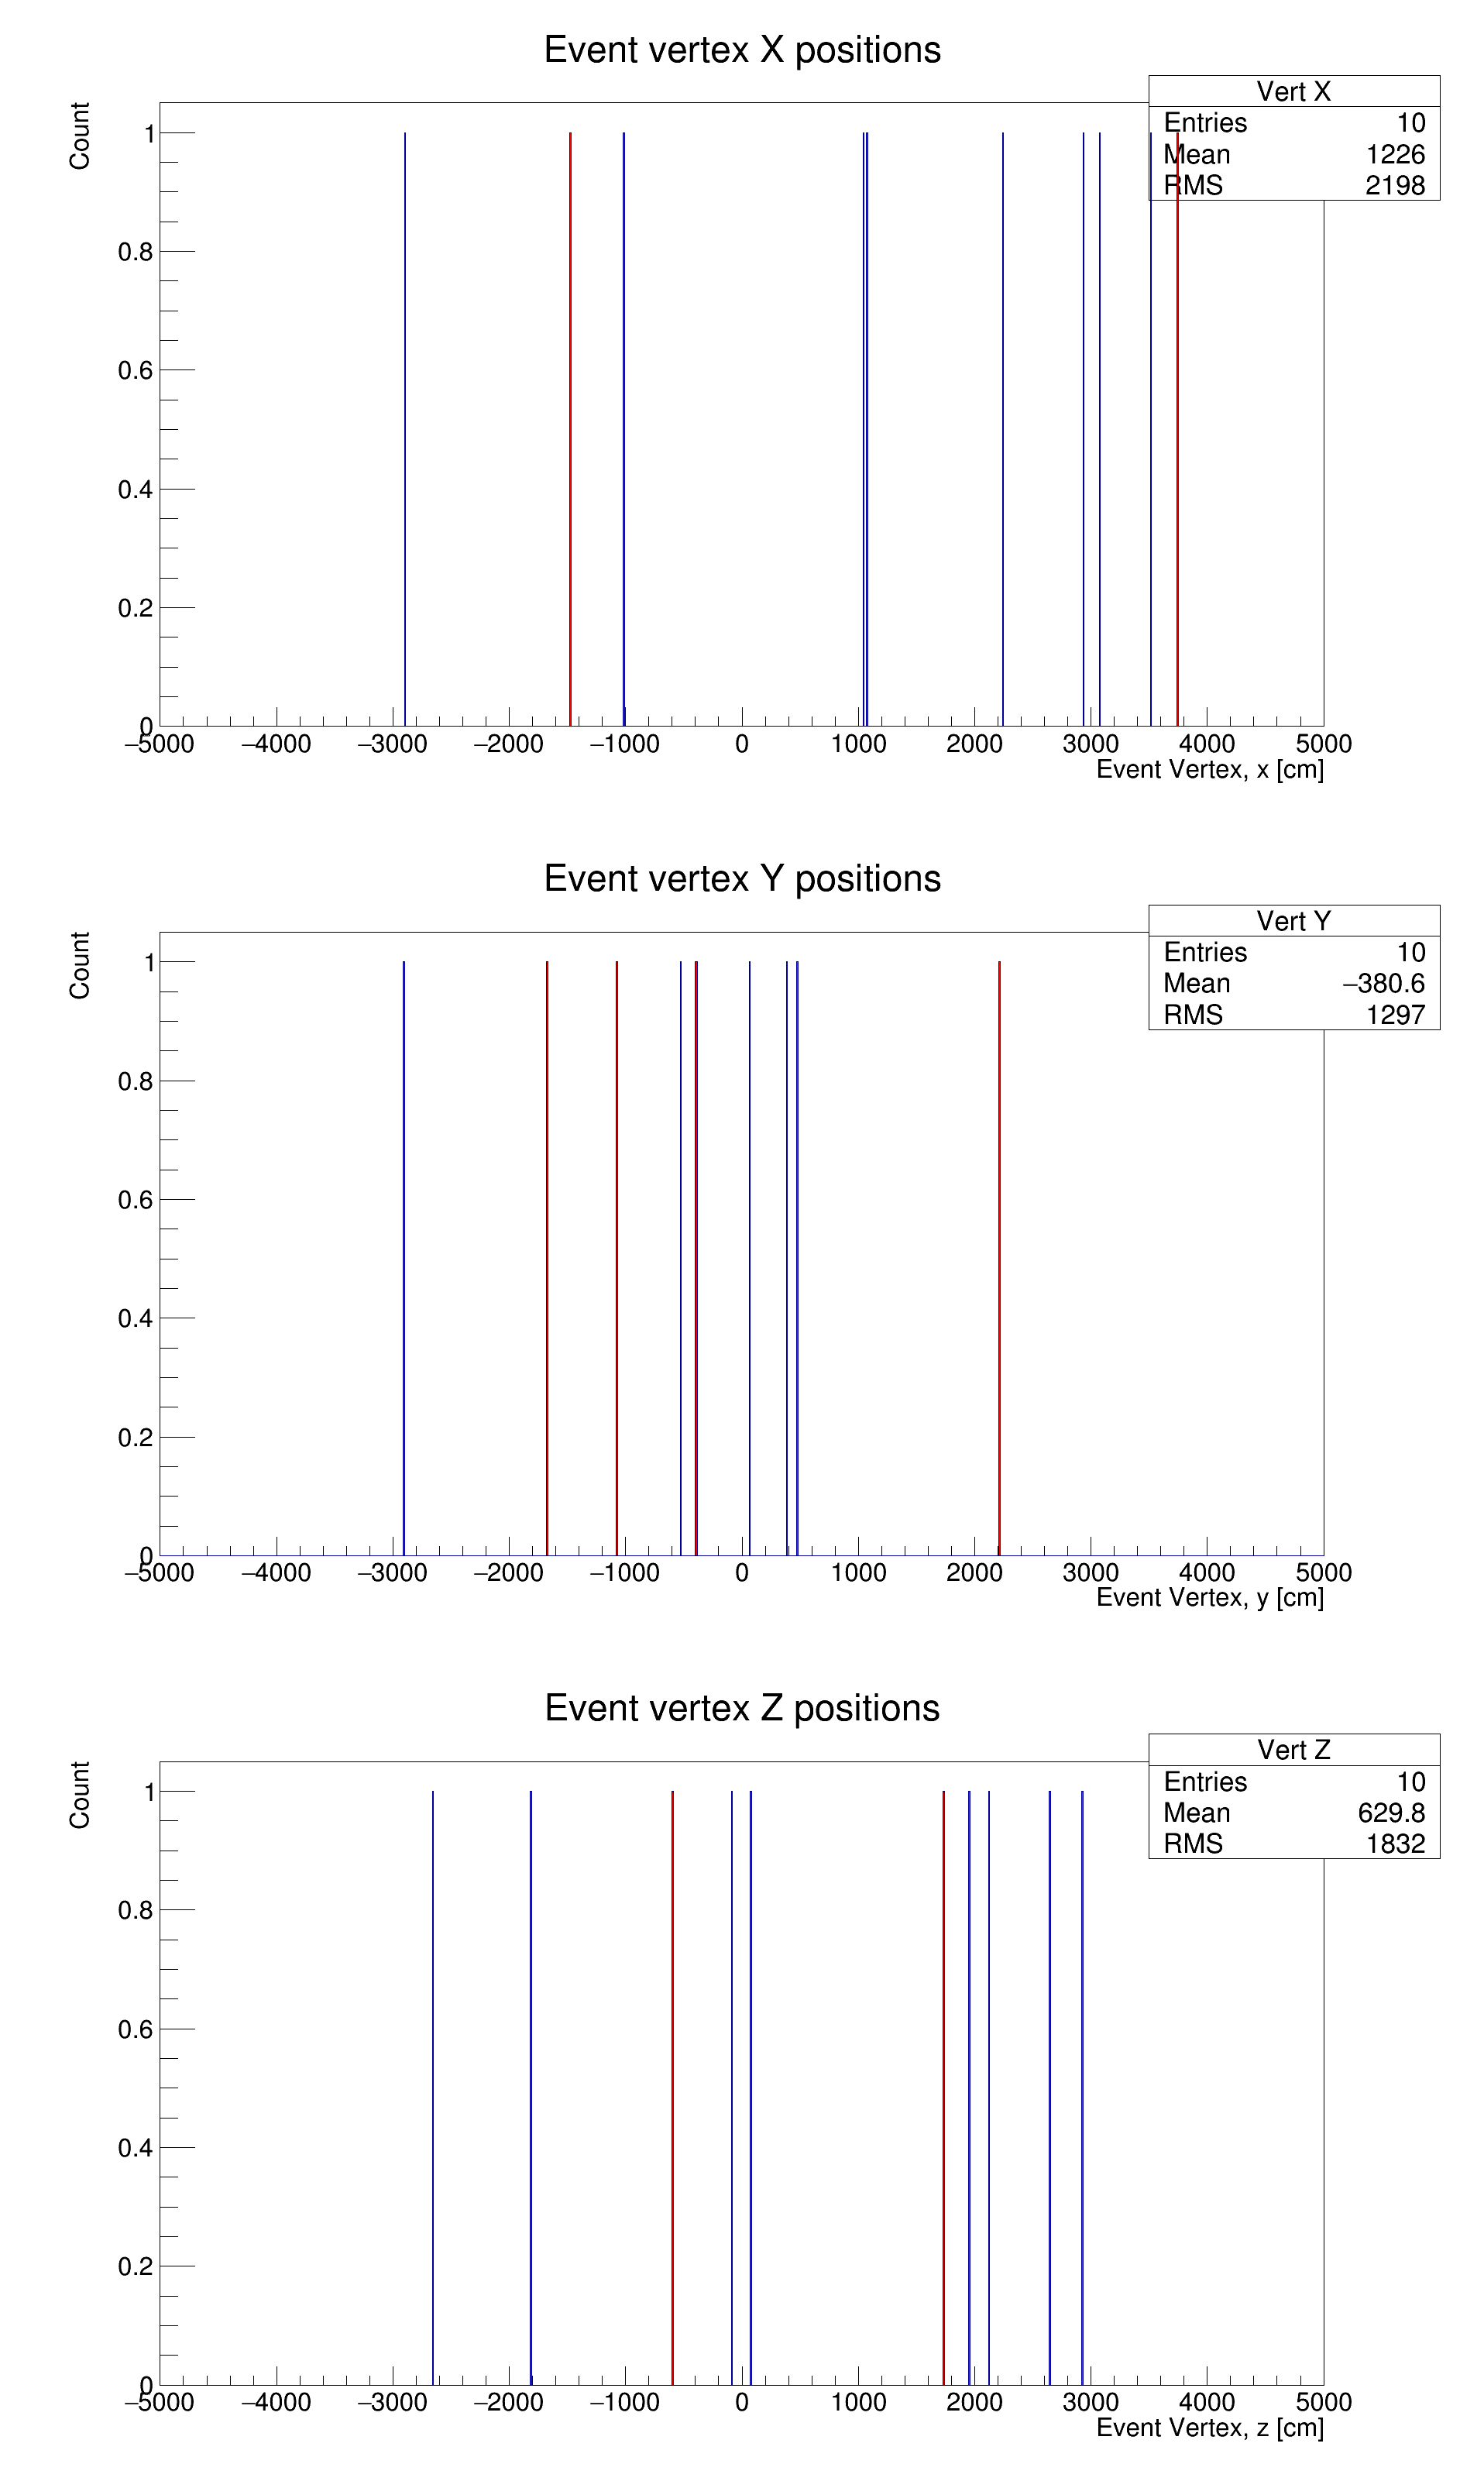 Event vertex X positions
Count
Vert X
Entries 10
Mean 1226
RMS 2198
1
0.8
0.6
0.4
0.2
0
−5000 −4000 −3000 −2000 −1000 0 1000 2000 3000 4000 5000
Event Vertex, x [cm]
Event vertex Y positions
Count
Vert Y
Entries 10
Mean −380.6
RMS 1297
1
0.8
0.6
0.4
0.2
0
−5000 −4000 −3000 −2000 −1000 0 1000 2000 3000 4000 5000
Event Vertex, y [cm]
Event vertex Z positions
Count
Vert Z
Entries 10
Mean 629.8
RMS 1832
1
0.8
0.6
0.4
0.2
0
−5000 −4000 −3000 −2000 −1000 0 1000 2000 3000 4000 5000
Event Vertex, z [cm]